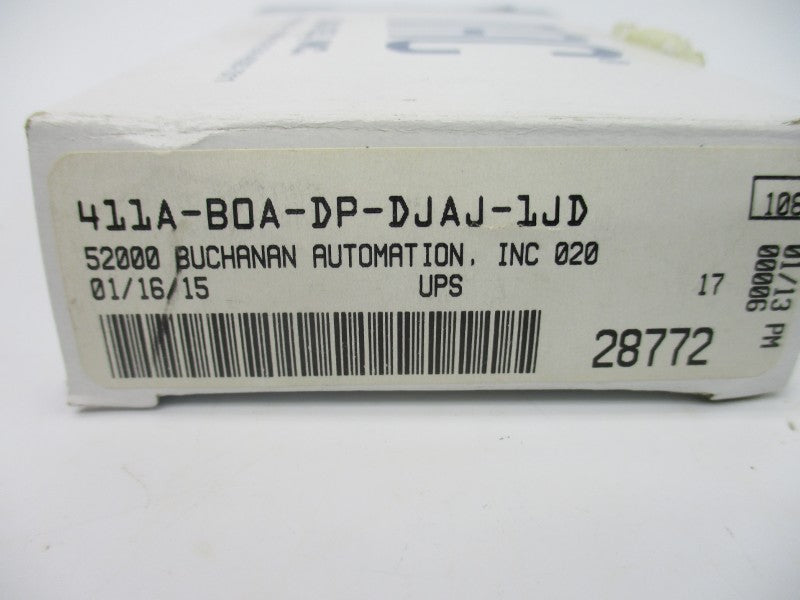 411A-B0A-DP-DJAJ-1JD
52000 BUCHANAN AUTOMATION, INC 020
01/16/15 UPS 17
28772
108
01/13 PM
00006